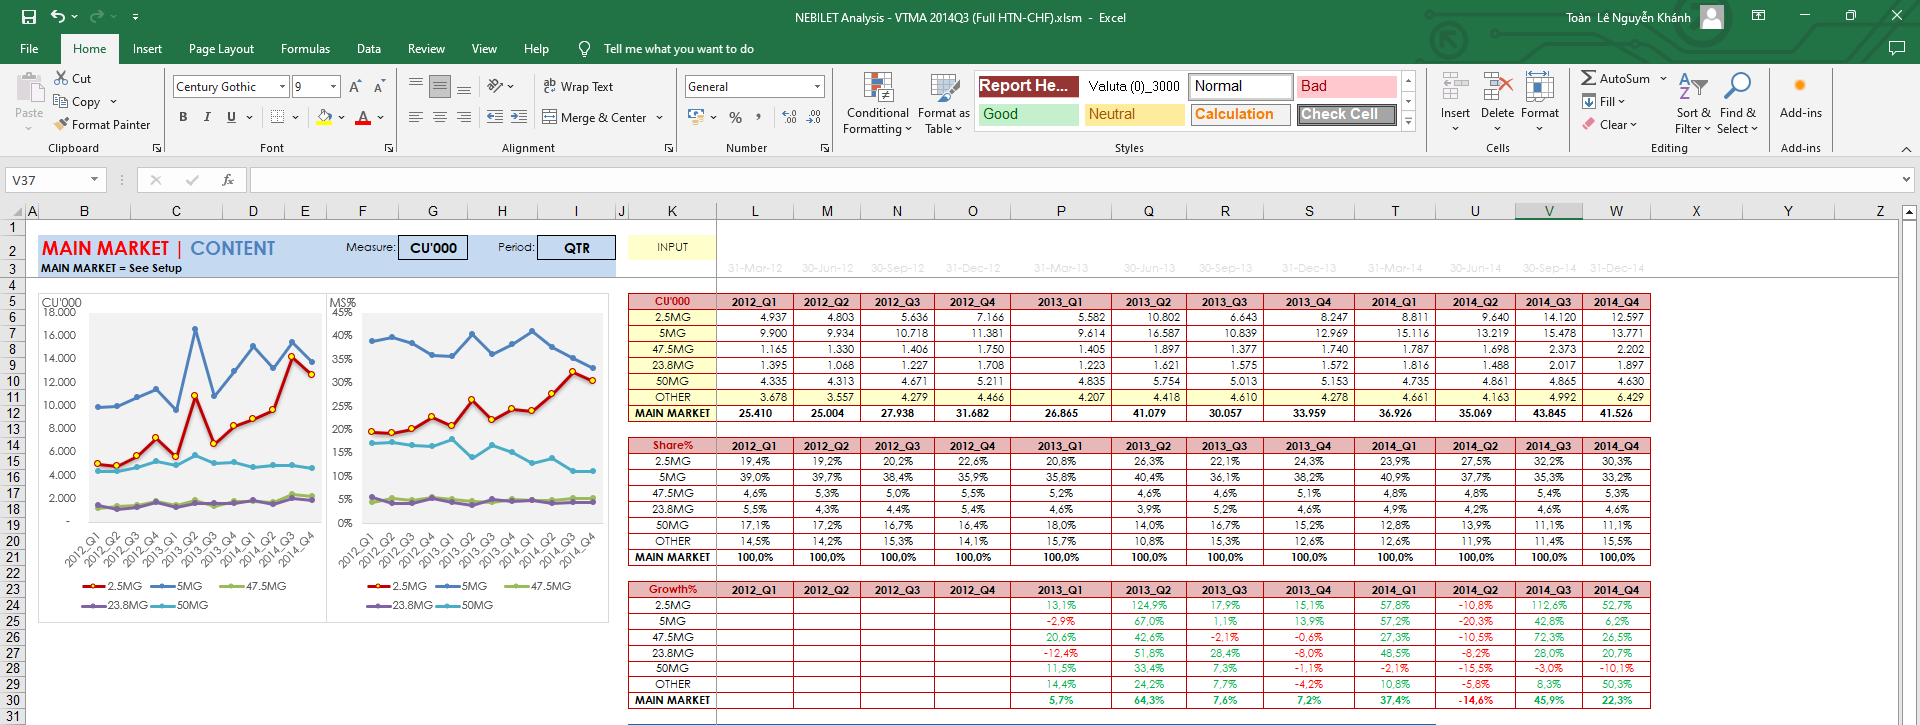 NEBILET Analysis - VTMA 2014Q3 (Full HTN-CHF).xlsm - Excel
Toàn Lê Nguyễn Khánh
File Home Insert Page Layout Formulas Data Review View Help Tell me what you want to do
Paste Cut
Copy
Format Painter
Clipboard
Century Gothic 9
B I U
Font
Wrap Text
Merge & Center
Alignment
General
Number
Conditional Formatting
Format as Table
Report He... Valuta (0)_3000 Normal Bad
Good Neutral Calculation Check Cell
Styles
Insert Delete Format
Cells
AutoSum
Fill
Clear
Sort & Filter
Find & Select
Editing
Add-ins
Add-ins
V37 fx
A B C D E F G H I J K L M N O P Q R S T U V W X Y Z
1
2 MAIN MARKET | CONTENT Measure: CU'000 Period: QTR INPUT
3 MAIN MARKET = See Setup 31-Mar-12 30-Jun-12 30-Sep-12 31-Dec-12 31-Mar-13 30-Jun-13 30-Sep-13 31-Dec-13 31-Mar-14 30-Jun-14 30-Sep-14 31-Dec-14
4
CU'000
18.000
16.000
14.000
12.000
10.000
8.000
6.000
4.000
2.000
-
2012_Q1 2012_Q2 2012_Q3 2012_Q4 2013_Q1 2013_Q2 2013_Q3 2013_Q4 2014_Q1 2014_Q2 2014_Q3 2014_Q4
2.5MG 5MG 47.5MG
23.8MG 50MG
MS%
45%
40%
35%
30%
25%
20%
15%
10%
5%
0%
2012_Q1 2012_Q2 2012_Q3 2012_Q4 2013_Q1 2013_Q2 2013_Q3 2013_Q4 2014_Q1 2014_Q2 2014_Q3 2014_Q4
2.5MG 5MG 47.5MG
23.8MG 50MG
5 CU'000 2012_Q1 2012_Q2 2012_Q3 2012_Q4 2013_Q1 2013_Q2 2013_Q3 2013_Q4 2014_Q1 2014_Q2 2014_Q3 2014_Q4
6 2.5MG 4.937 4.803 5.636 7.166 5.582 10.802 6.643 8.247 8.811 9.640 14.120 12.597
7 5MG 9.900 9.934 10.718 11.381 9.614 16.587 10.839 12.969 15.116 13.219 15.478 13.771
8 47.5MG 1.165 1.330 1.406 1.750 1.405 1.897 1.377 1.740 1.787 1.698 2.373 2.202
9 23.8MG 1.395 1.068 1.227 1.708 1.223 1.621 1.575 1.572 1.816 1.488 2.017 1.897
10 50MG 4.335 4.313 4.671 5.211 4.835 5.754 5.013 5.153 4.735 4.861 4.865 4.630
11 OTHER 3.678 3.557 4.279 4.466 4.207 4.418 4.610 4.278 4.661 4.163 4.992 6.429
12 MAIN MARKET 25.410 25.004 27.938 31.682 26.865 41.079 30.057 33.959 36.926 35.069 43.845 41.526
13
14 Share% 2012_Q1 2012_Q2 2012_Q3 2012_Q4 2013_Q1 2013_Q2 2013_Q3 2013_Q4 2014_Q1 2014_Q2 2014_Q3 2014_Q4
15 2.5MG 19,4% 19,2% 20,2% 22,6% 20,8% 26,3% 22,1% 24,3% 23,9% 27,5% 32,2% 30,3%
16 5MG 39,0% 39,7% 38,4% 35,9% 35,8% 40,4% 36,1% 38,2% 40,9% 37,7% 35,3% 33,2%
17 47.5MG 4,6% 5,3% 5,0% 5,5% 5,2% 4,6% 4,6% 5,1% 4,8% 4,8% 5,4% 5,3%
18 23.8MG 5,5% 4,3% 4,4% 5,4% 4,6% 3,9% 5,2% 4,6% 4,9% 4,2% 4,6% 4,6%
19 50MG 17,1% 17,2% 16,7% 16,4% 18,0% 14,0% 16,7% 15,2% 12,8% 13,9% 11,1% 11,1%
20 OTHER 14,5% 14,2% 15,3% 14,1% 15,7% 10,8% 15,3% 12,6% 12,6% 11,9% 11,4% 15,5%
21 MAIN MARKET 100,0% 100,0% 100,0% 100,0% 100,0% 100,0% 100,0% 100,0% 100,0% 100,0% 100,0% 100,0%
22
23 Growth% 2012_Q1 2012_Q2 2012_Q3 2012_Q4 2013_Q1 2013_Q2 2013_Q3 2013_Q4 2014_Q1 2014_Q2 2014_Q3 2014_Q4
24 2.5MG 13,1% 124,9% 17,9% 15,1% 57,8% -10,8% 112,6% 52,7%
25 5MG -2,9% 67,0% 1,1% 13,9% 57,2% -20,3% 42,8% 6,2%
26 47.5MG 20,6% 42,6% -2,1% -0,6% 27,3% -10,5% 72,3% 26,5%
27 23.8MG -12,4% 51,8% 28,4% -8,0% 48,5% -8,2% 28,0% 20,7%
28 50MG 11,5% 33,4% 7,3% -1,1% -2,1% -15,5% -3,0% -10,1%
29 OTHER 14,4% 24,2% 7,7% -4,2% 10,8% -5,8% 8,3% 50,3%
30 MAIN MARKET 5,7% 64,3% 7,6% 7,2% 37,4% -14,6% 45,9% 22,3%
31